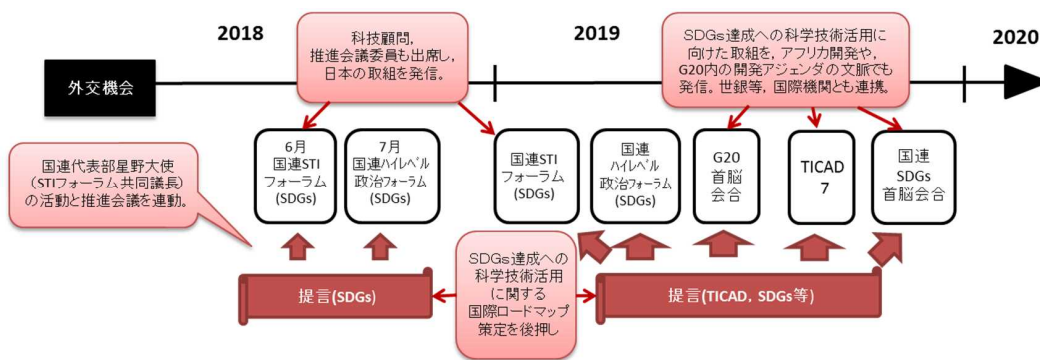 2018
2019
2020
科技顧問，
推進会議委員も出席し，
日本の取組を発信。
SDGs達成への科学技術活用に
向けた取組を，アフリカ開発や，
G20内の開発アジェンダの文脈でも
発信。世銀等，国際機関とも連携。
外交機会
国連代表部星野大使
（STIフォーラム共同議長）
の活動と推進会議を連動。
6月
国連STI
フォーラム
(SDGs)
7月
国連ハイレベル
政治フォーラム
(SDGs)
国連STI
フォーラム
(SDGs)
国連
ハイレベル
政治フォーラム
(SDGs)
G20
首脳
会合
TICAD
7
国連
SDGs
首脳会合
提言(SDGs)
SDGs達成への
科学技術活用
に関する
国際ロードマップ
策定を後押し
提言(TICAD，SDGs等)